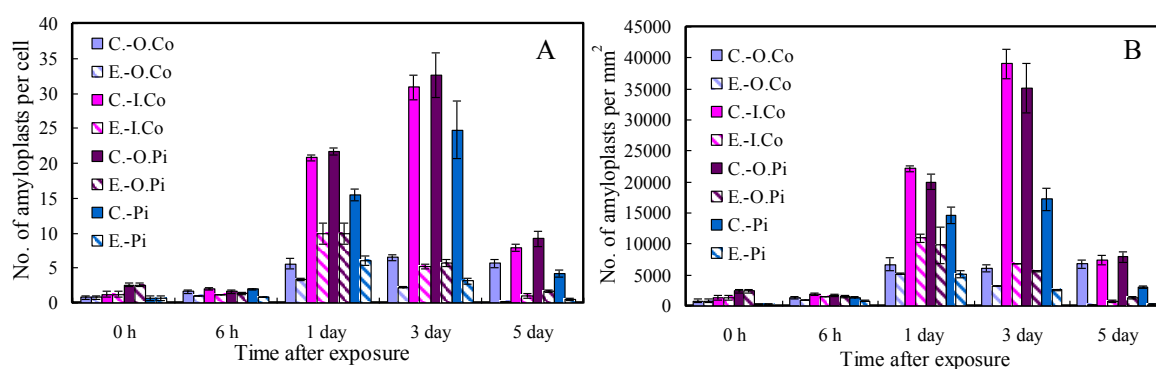 No. of amyloplasts per cell
40
35
30
25
20
15
10
5
0
C.-O.Co
E.-O.Co
C.-I.Co
E.-I.Co
C.-O.Pi
E.-O.Pi
C.-Pi
E.-Pi
A
0 h 6 h 1 day 3 day 5 day
Time after exposure
No. of amyloplasts per mm²
45000
40000
35000
30000
25000
20000
15000
10000
5000
0
C.-O.Co
E.-O.Co
C.-I.Co
E.-I.Co
C.-O.Pi
E.-O.Pi
C.-Pi
E.-Pi
B
0 h 6 h 1 day 3 day 5 day
Time after exposure